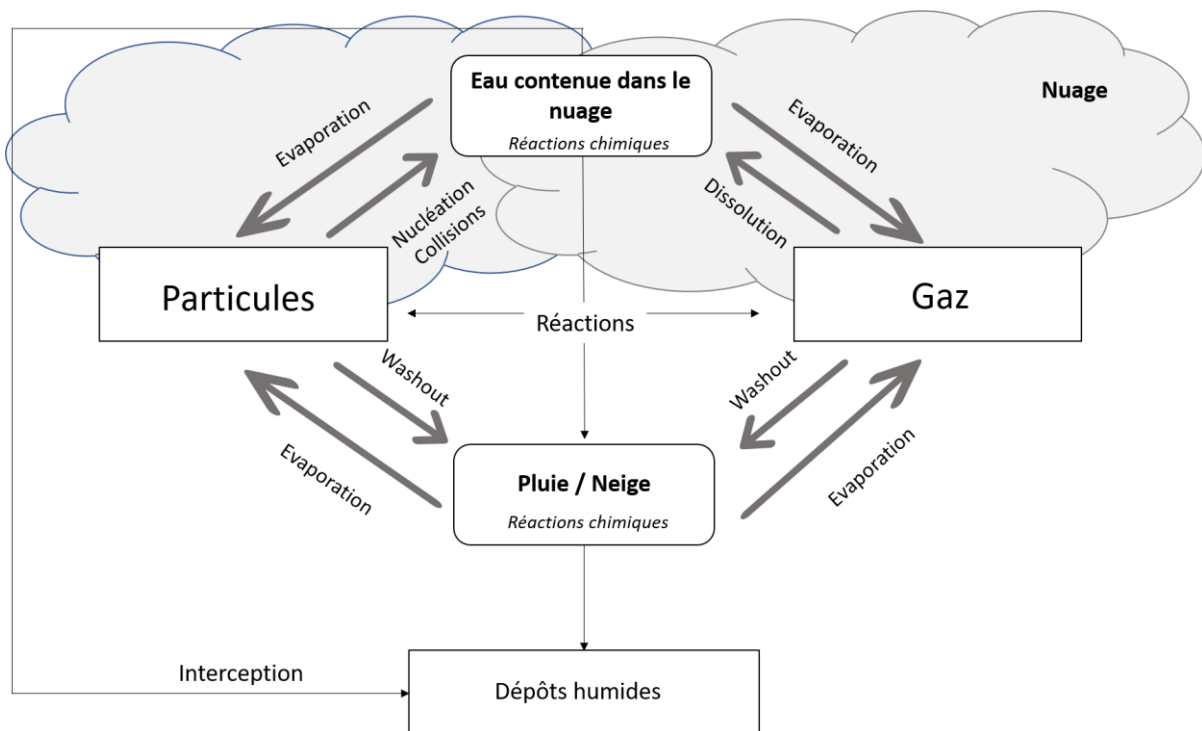 Eau contenue dans le
nuage
Réactions chimiques
Nuage
Evaporation
Evaporation
Nucléation
Collisions
Dissolution
Particules
Gaz
Réactions
Washout
Washout
Evaporation
Evaporation
Pluie / Neige
Réactions chimiques
Interception
Dépôts humides